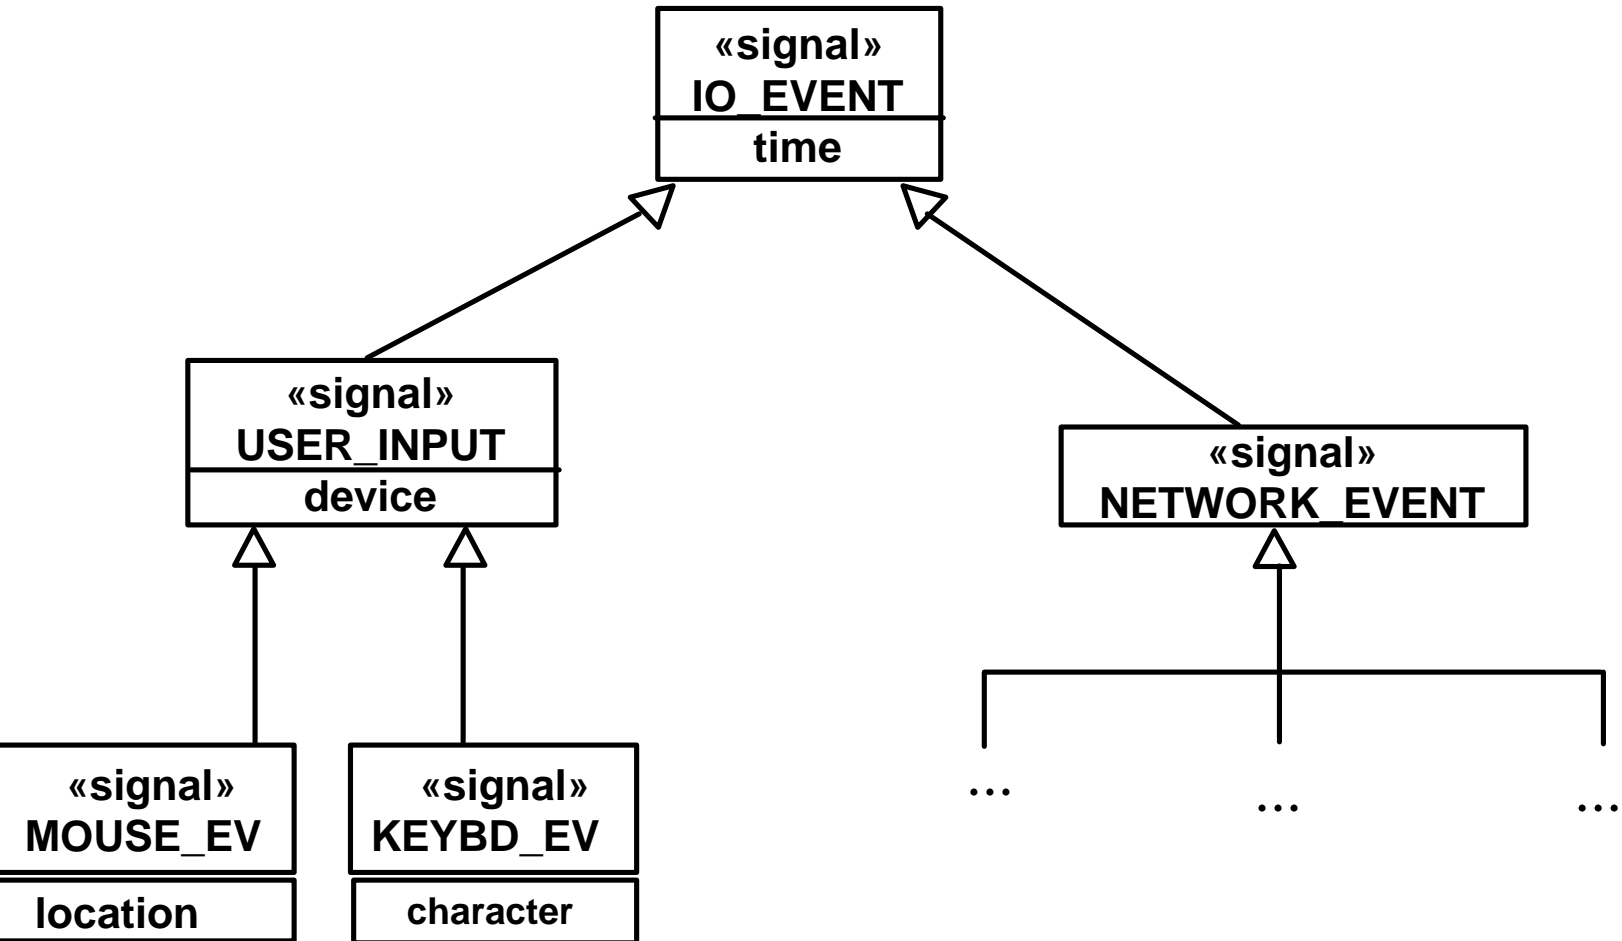 «signal»
IO_EVENT
time
«signal»
USER_INPUT
device
«signal»
NETWORK_EVENT
«signal»
MOUSE_EV
location
«signal»
KEYBD_EV
character
...
...
...